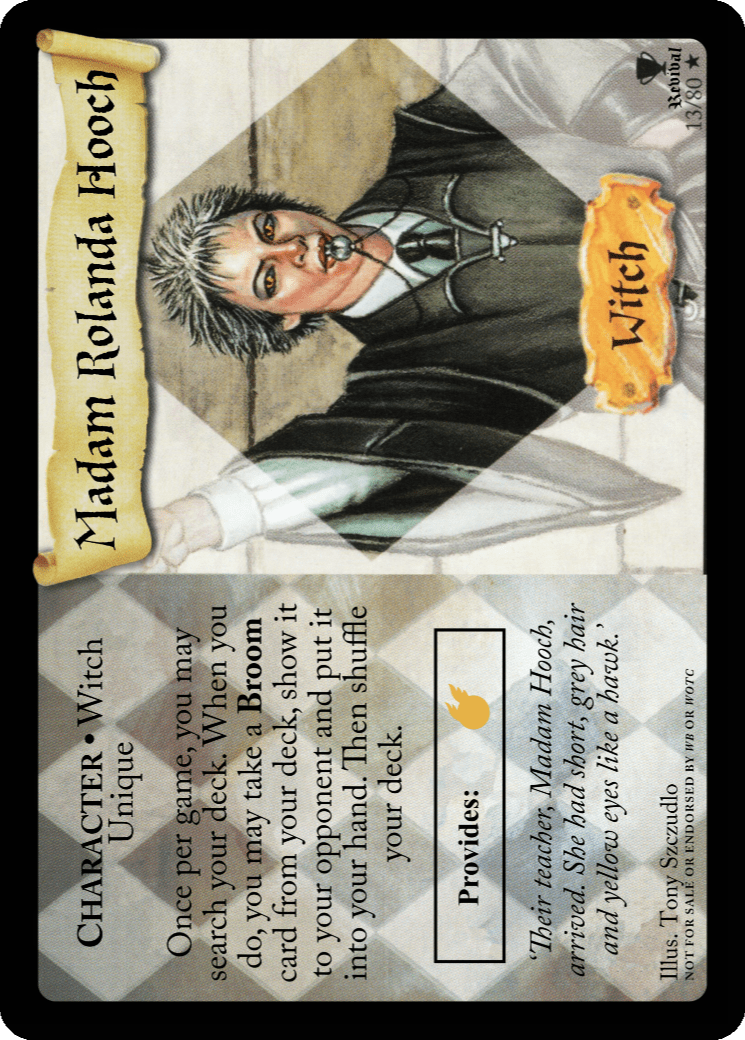 Madam Rolanda Hooch
CHARACTER • Witch
Unique
Once per game, you may
search your deck. When you
do, you may take a Broom
card from your deck, show it
to your opponent and put it
into your hand. Then shuffle
your deck.
Provides:
‘Their teacher, Madam Hooch,
arrived. She had short, grey hair
and yellow eyes like a hawk.’
Illus. Tony Szczudlo
NOT FOR SALE OR ENDORSED BY WB OR WOTC
Witch
Revival
13/80 ★